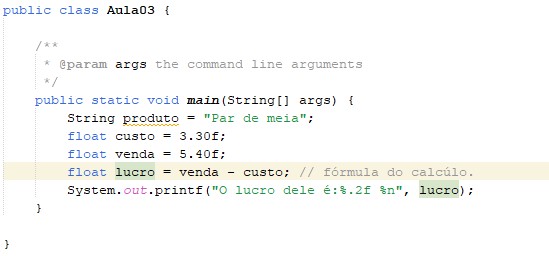 public class Aula03 {
/**
* @param args the command line arguments
*/
public static void main(String[] args) {
String produto = "Par de meia";
float custo = 3.30f;
float venda = 5.40f;
float lucro = venda - custo; // fórmula do calcúlo.
System.out.printf("O lucro dele é:%.2f %n", lucro);
}
}